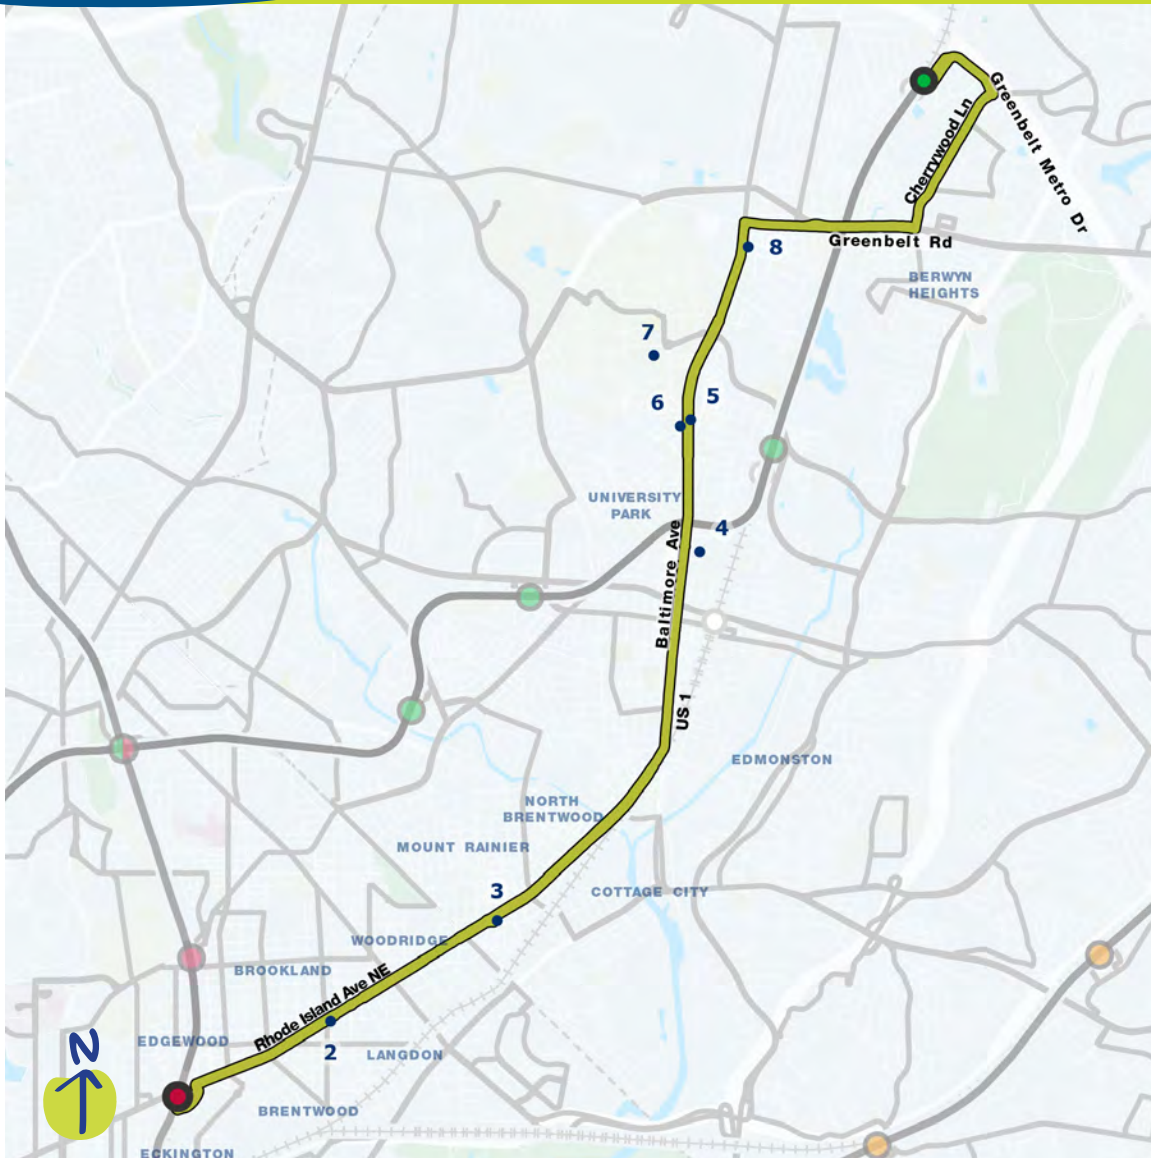 Greenbelt Metro Dr
Cherrywood Ln
8
Greenbelt Rd
BERWYN
HEIGHTS
7
5
6
UNIVERSITY
PARK
4
Baltimore Ave
US 1
EDMONSTON
NORTH
BRENTWOOD
MOUNT RAINIER
3
COTTAGE CITY
WOODRIDGE
BROOKLAND
Rhode Island Ave NE
N
EDGEWOOD
2
LANGDON
BRENTWOOD
ECKINGTON